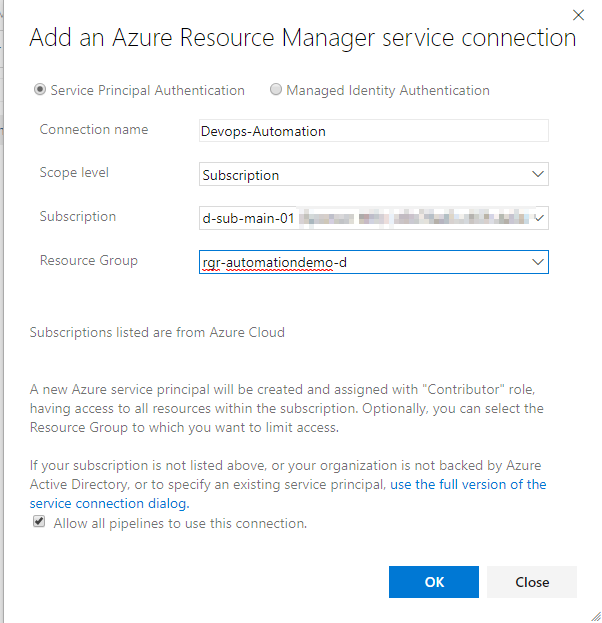 Add an Azure Resource Manager service connection
Service Principal Authentication Managed Identity Authentication
Connection name Devops-Automation
Scope level Subscription
Subscription d-sub-main-01
Resource Group rgr-automationdemo-d
Subscriptions listed are from Azure Cloud
A new Azure service principal will be created and assigned with "Contributor" role,
having access to all resources within the subscription. Optionally, you can select the
Resource Group to which you want to limit access.
If your subscription is not listed above, or your organization is not backed by Azure
Active Directory, or to specify an existing service principal, use the full version of the
service connection dialog.
Allow all pipelines to use this connection.
OK Close